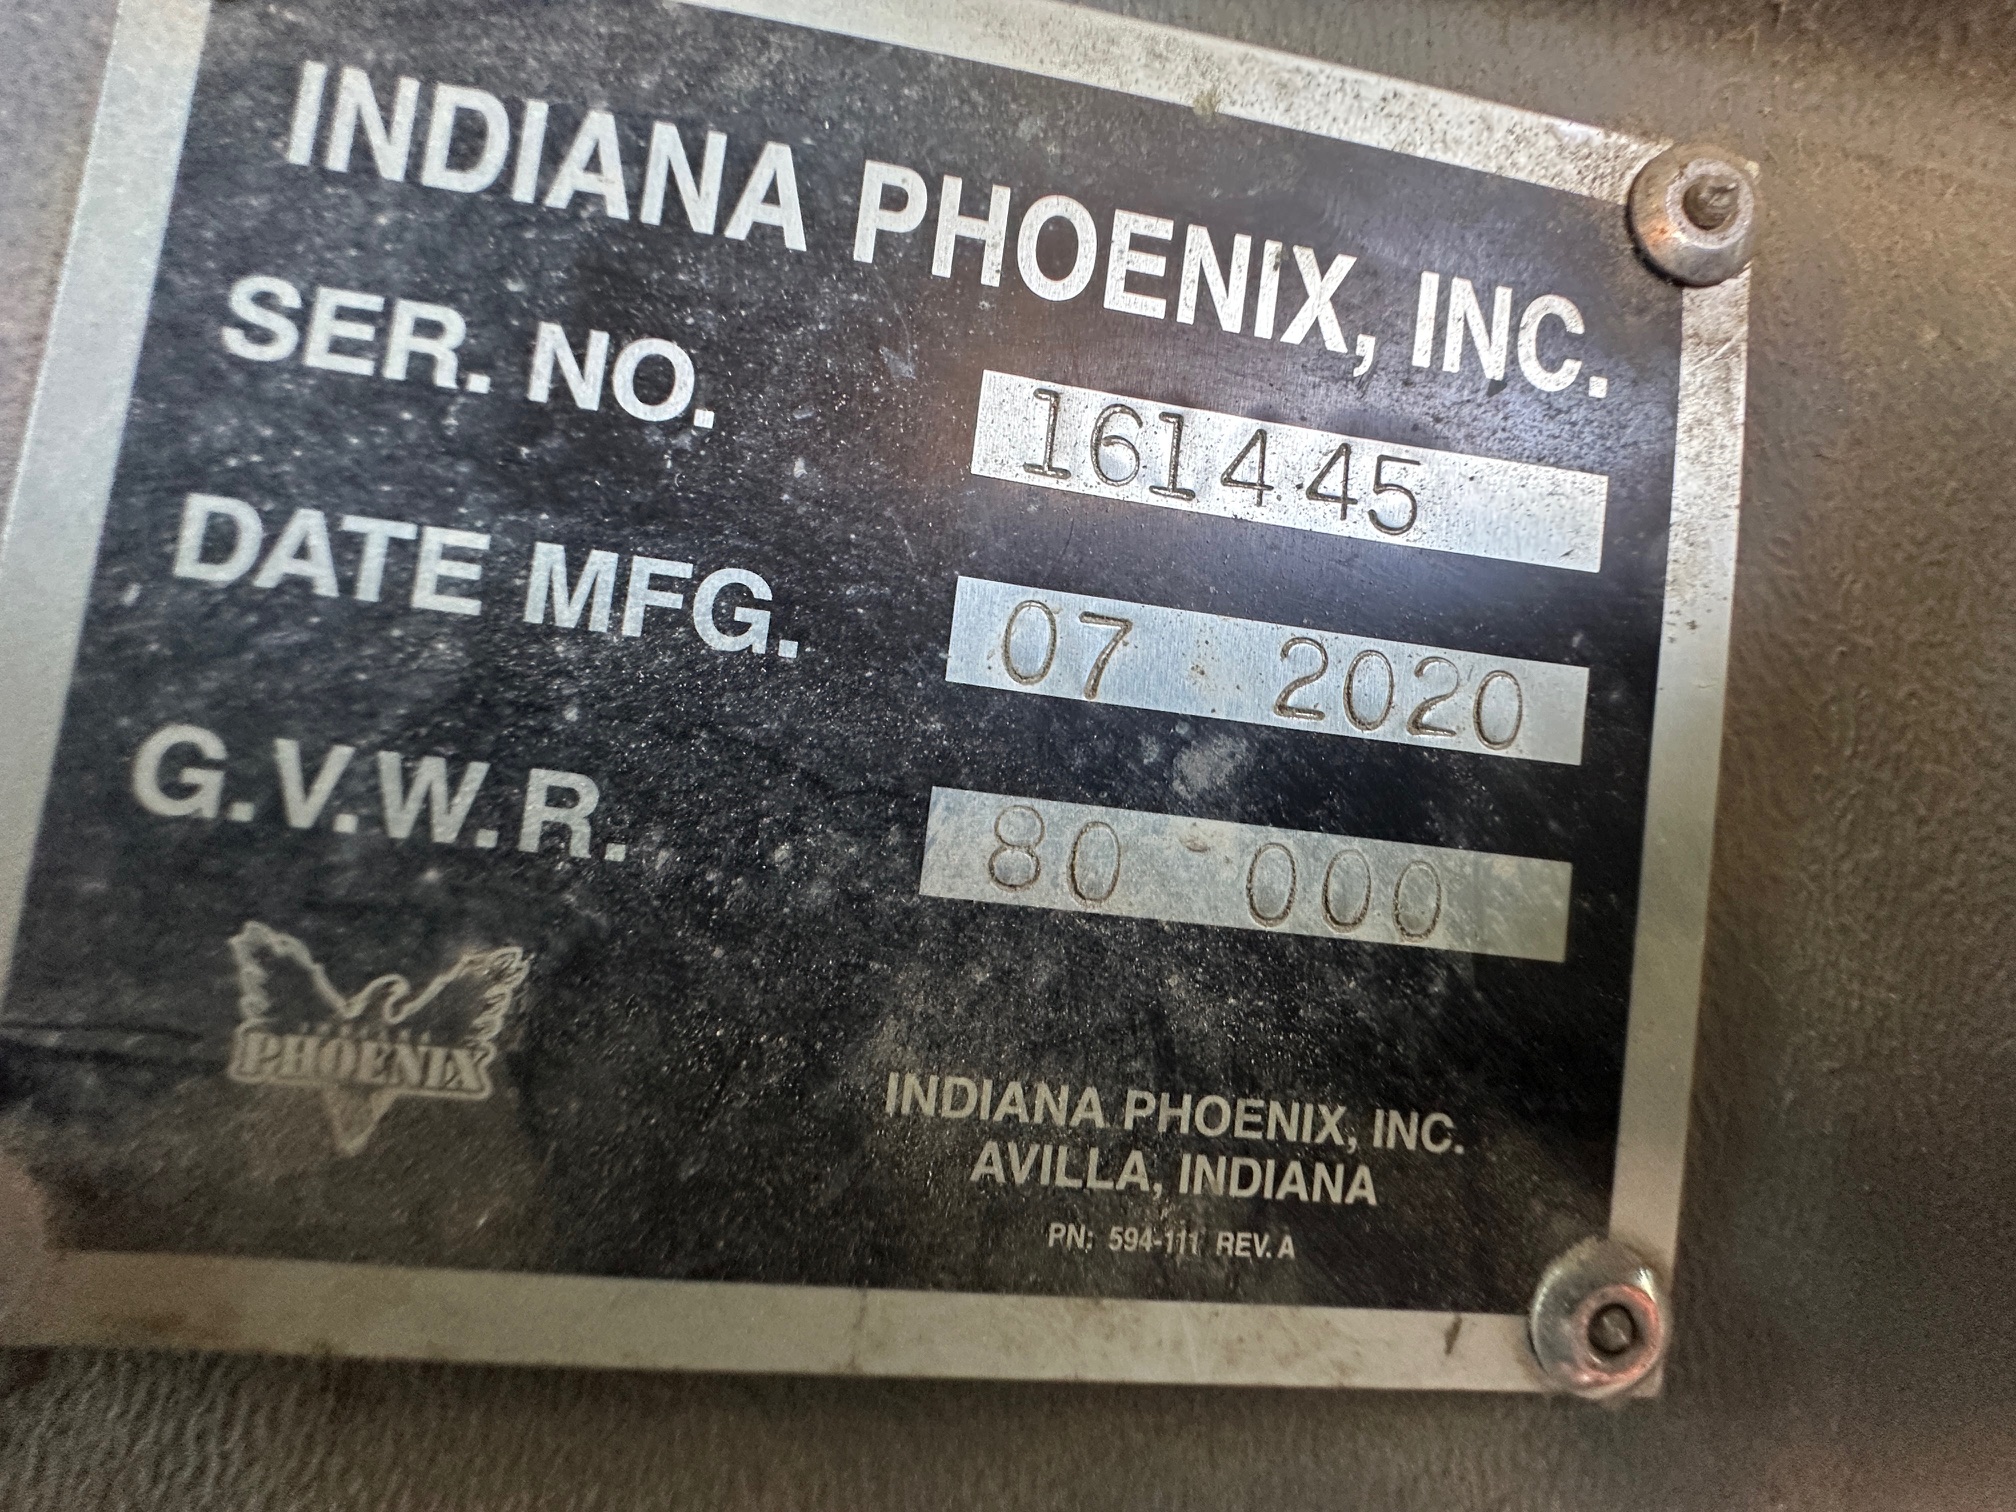 INDIANA PHOENIX, INC.
SER. NO. 161445
DATE MFG. 07 2020
G.V.W.R. 80 000
PHOENIX
INDIANA PHOENIX, INC.
AVILLA, INDIANA
PN: 594-111 REV. A